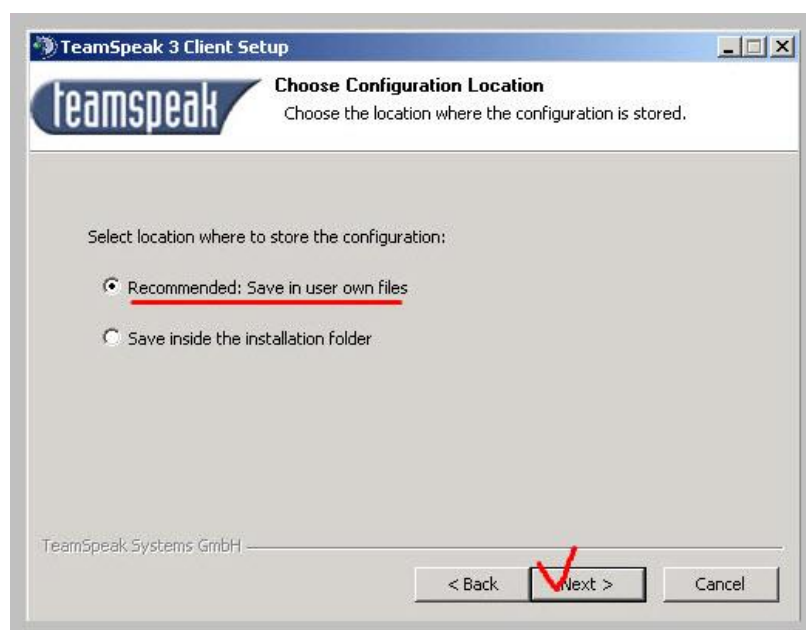 TeamSpeak 3 Client Setup
teamspeak
Choose Configuration Location
Choose the location where the configuration is stored.
Select location where to store the configuration:
Recommended: Save in user own files
Save inside the installation folder
TeamSpeak Systems GmbH
< Back Next > Cancel